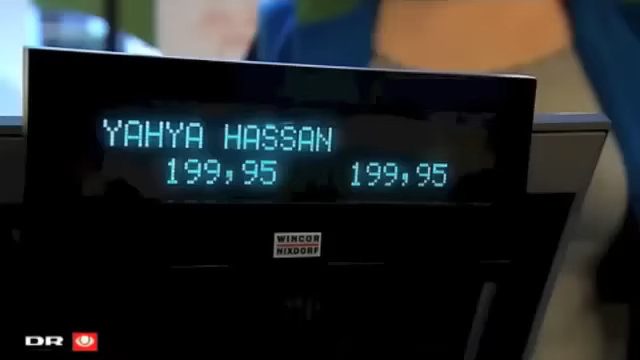 YAHYA HASSAN
199,95 199,95
WINCOR
NIXDORF
DR